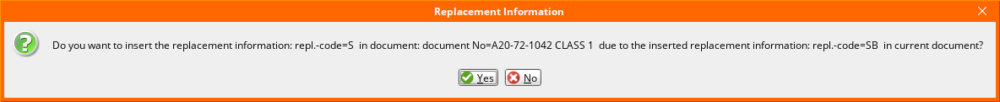 Replacement Information
Do you want to insert the replacement information: repl.-code=S  in document: document No=A20-72-1042 CLASS 1  due to the inserted replacement information: repl.-code=SB  in current document?
Yes No